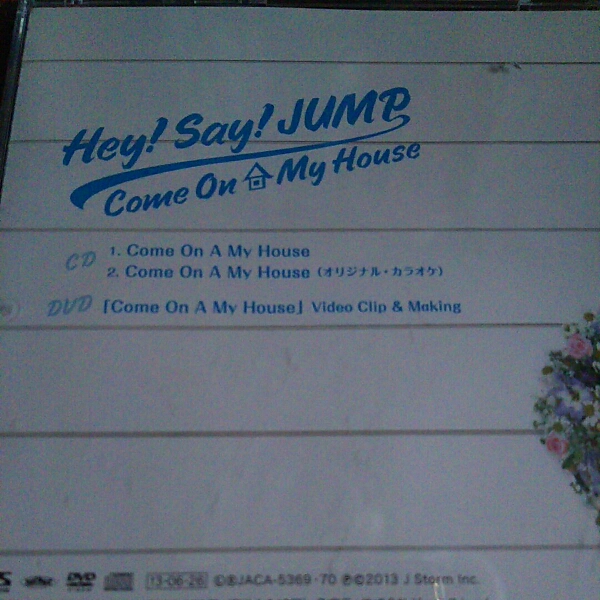 Hey! Say! JUMP
Come On A My House
CD
1. Come On A My House
2. Come On A My House (オリジナル・カラオケ)
DVD 「Come On A My House」 Video Clip & Making
DVD 13・06・26 ©℗JACA-5369・70 ℗©2013 J Storm Inc.